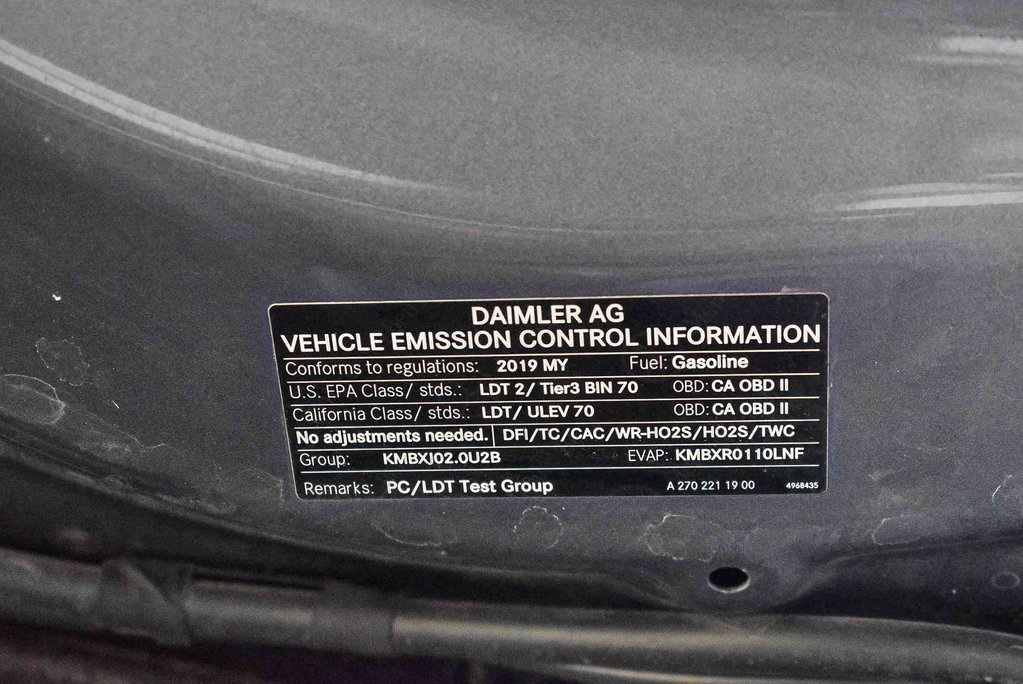 DAIMLER AG
VEHICLE EMISSION CONTROL INFORMATION
Conforms to regulations: 2019 MY Fuel: Gasoline
U.S. EPA Class/ stds.: LDT 2/ Tier3 BIN 70 OBD: CA OBD II
California Class/ stds.: LDT/ ULEV 70 OBD: CA OBD II
No adjustments needed. DFI/TC/CAC/WR-HO2S/HO2S/TWC
Group: KMBXJ02.0U2B EVAP: KMBXR0110LNF
Remarks: PC/LDT Test Group A 270 221 19 00 4968435